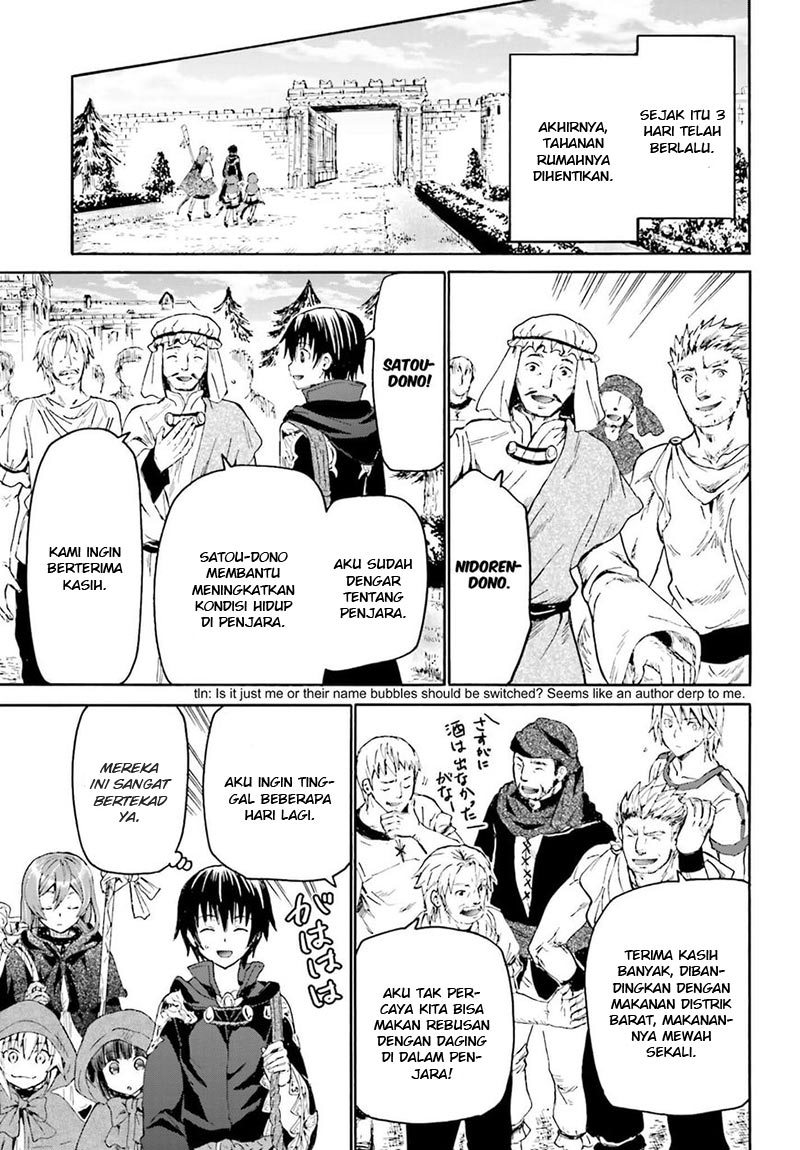 SEJAK ITU 3
HARI TELAH
BERLALU.
AKHIRNYA,
TAHANAN
RUMAHNYA
DIHENTIKAN.
NIDOREN-
DONO.
SATOU-
DONO!
AKU SUDAH
DENGAR
TENTANG
PENJARA.
SATOU-DONO
MEMBANTU
MENINGKATKAN
KONDISI HIDUP
DI PENJARA.
KAMI INGIN
BERTERIMA
KASIH.
tln: Is it just me or their name bubbles should be switched? Seems like an author derp to me.
さすがに
酒は出なかった
がなー
TERIMA KASIH
BANYAK, DIBAN-
DINGKAN DENGAN
MAKANAN DISTRIK
BARAT, MAKANAN-
NYA MEWAH
SEKALI.
AKU TAK PER-
CAYA KITA BISA
MAKAN REBUSAN
DENGAN DAGING
DI DALAM PEN-
JARA!
AKU INGIN TING-
GAL BEBERAPA
HARI LAGI.
がははは
MEREKA
INI SANGAT
BERTEKAD
YA.